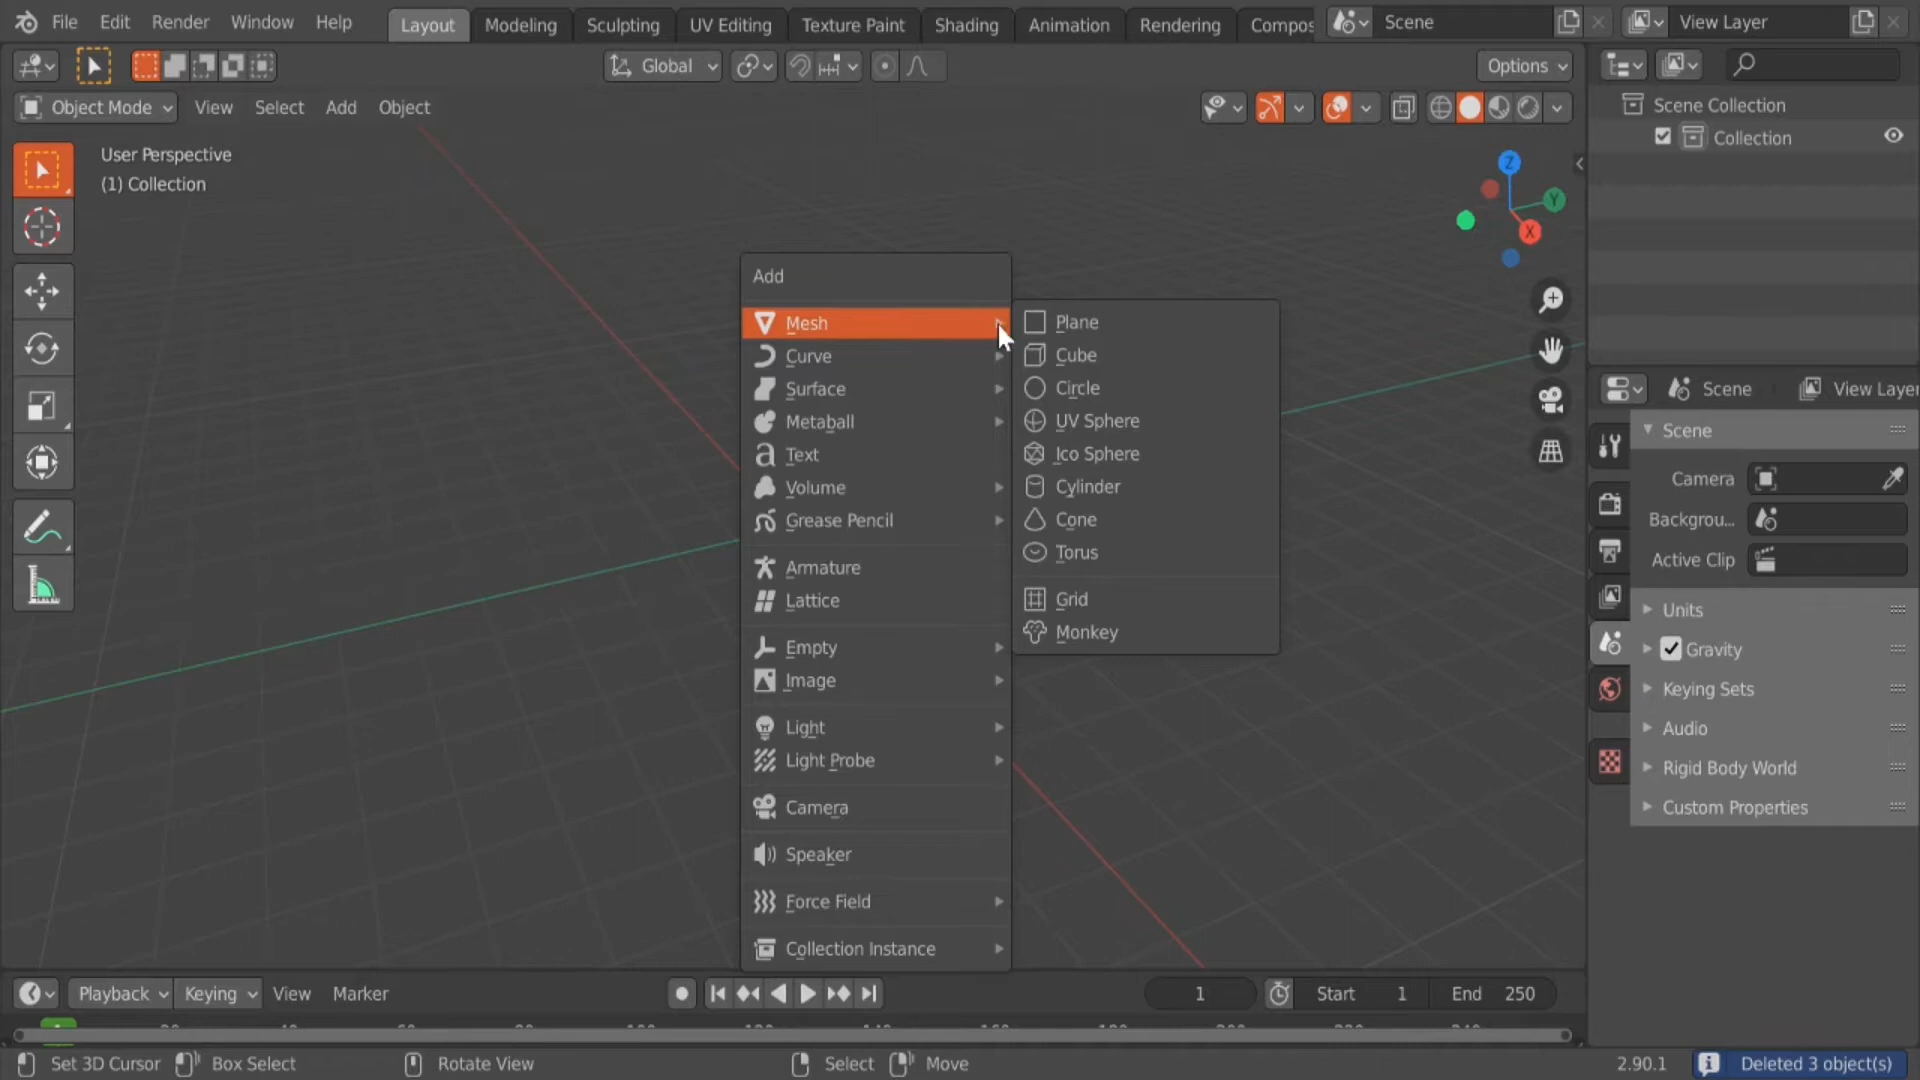 File Edit Render Window Help Layout Modeling Sculpting UV Editing Texture Paint Shading Animation Rendering Compos Scene View Layer
Global Options
Object Mode View Select Add Object
User Perspective
(1) Collection
Z
Y
X
Add
Mesh
Curve
Surface
Metaball
Text
Volume
Grease Pencil
Armature
Lattice
Empty
Image
Light
Light Probe
Camera
Speaker
Force Field
Collection Instance
Plane
Cube
Circle
UV Sphere
Ico Sphere
Cylinder
Cone
Torus
Grid
Monkey
Scene Collection
Collection
Scene View Layer
Scene
Camera
Backgrou...
Active Clip
Units
Gravity
Keying Sets
Audio
Rigid Body World
Custom Properties
Playback Keying View Marker 1 Start 1 End 250
Set 3D Cursor Box Select Rotate View Select Move 2.90.1 Deleted 3 object(s)